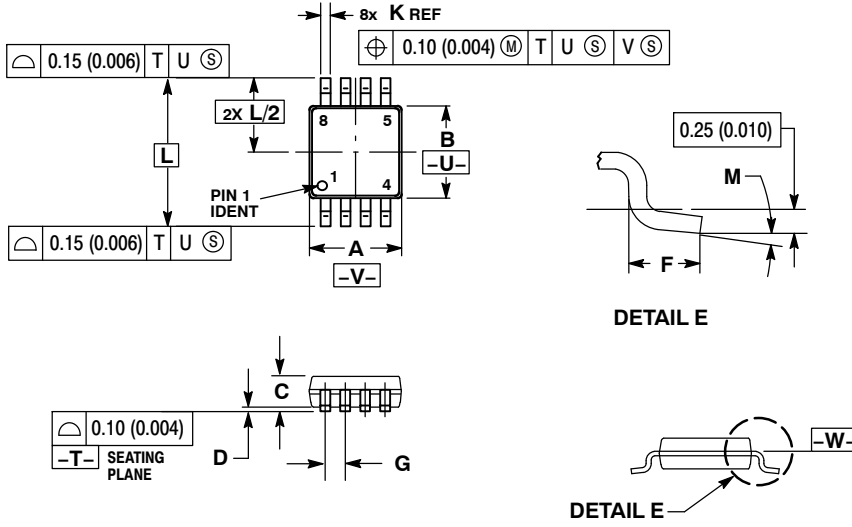 8x K REF
⌖ 0.10 (0.004) Ⓜ T U Ⓢ V Ⓢ
⌓ 0.15 (0.006) T U Ⓢ
2X L/2
8 5
B
-U-
L
1 4
PIN 1
IDENT
⌓ 0.15 (0.006) T U Ⓢ
A
-V-
0.25 (0.010)
M
F
DETAIL E
C
⌓ 0.10 (0.004)
-T- SEATING
PLANE
D
G
-W-
DETAIL E